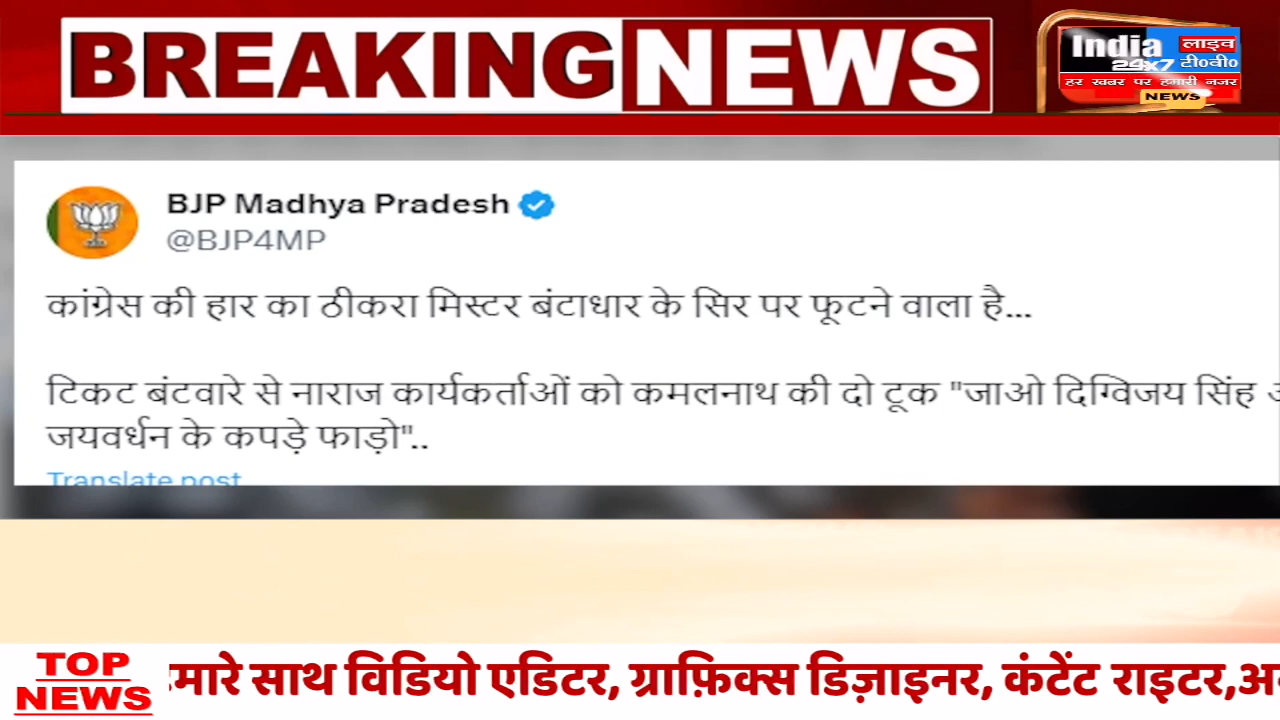 BREAKING NEWS
India लाइव
24x7 टी०वी०
हर खबर पर हमारी नजर
NEWS
BJP Madhya Pradesh
@BJP4MP
कांग्रेस की हार का ठीकरा मिस्टर बंटाधार के सिर पर फूटने वाला है...
टिकट बंटवारे से नाराज कार्यकर्ताओं को कमलनाथ की दो टूक "जाओ दिग्विजय सिंह
जयवर्धन के कपड़े फाड़ो"..
Translate post
TOP
NEWS
साथ विडियो एडिटर, ग्राफ़िक्स डिज़ाइनर, कंटेंट राइटर,